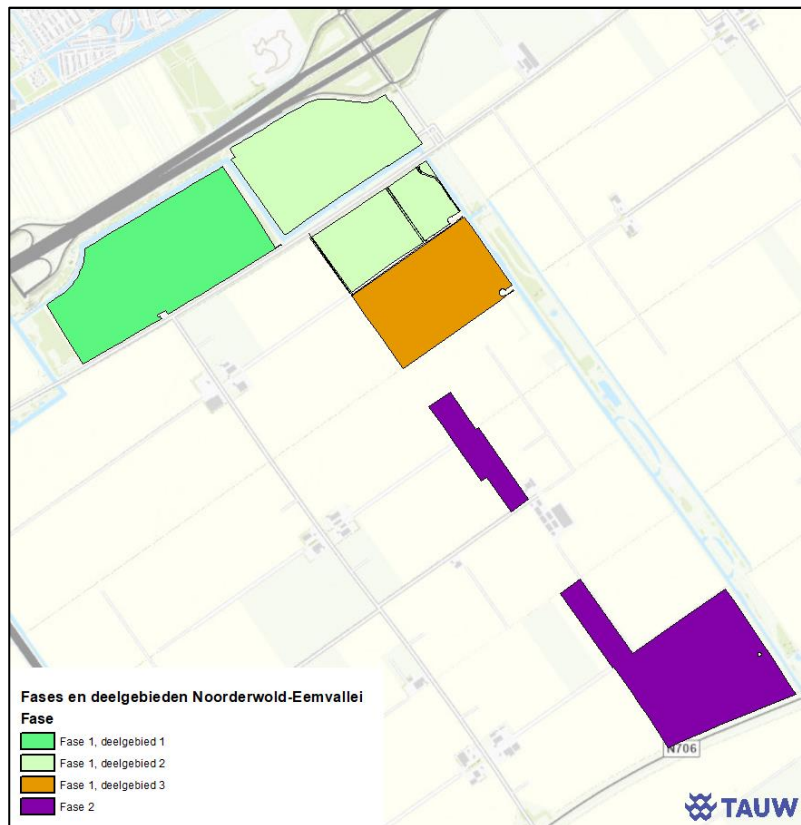 N706
Fases en deelgebieden Noorderwold-Eemvallei
Fase
Fase 1, deelgebied 1
Fase 1, deelgebied 2
Fase 1, deelgebied 3
Fase 2
TAUW